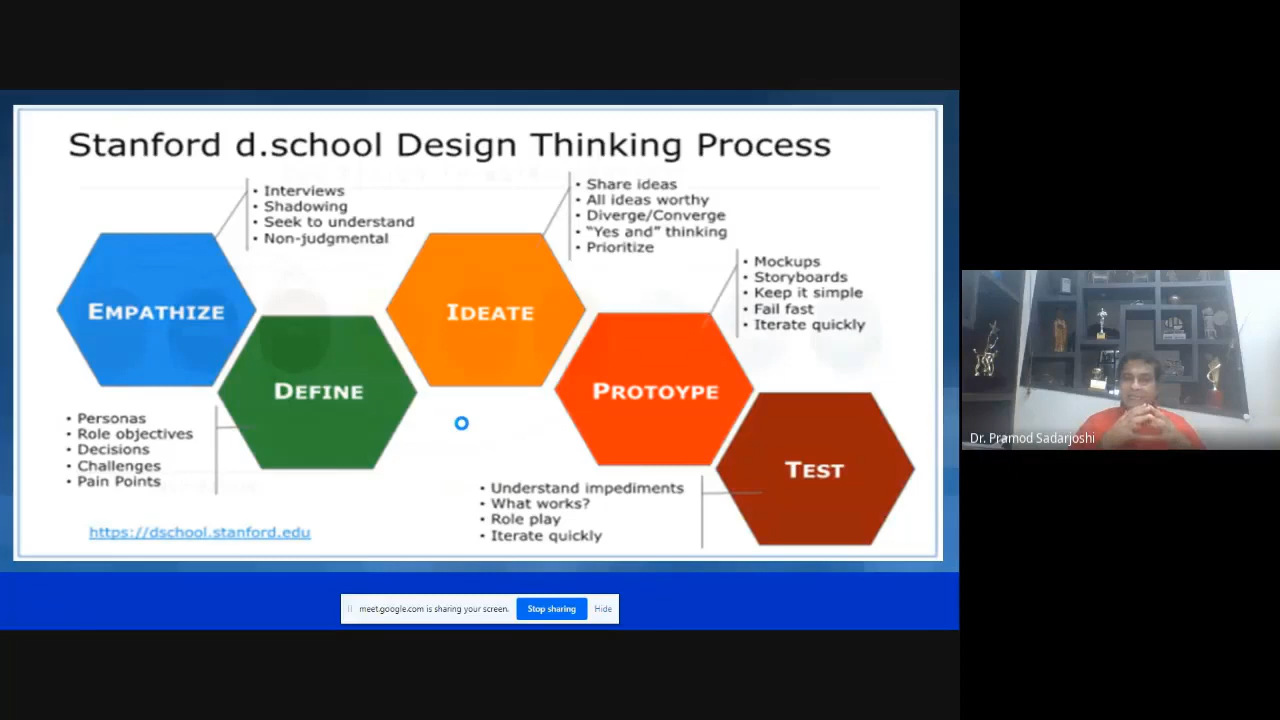 Stanford d.school Design Thinking Process
• Interviews
• Shadowing
• Seek to understand
• Non-judgmental
• Share ideas
• All ideas worthy
• Diverge/Converge
• “Yes and” thinking
• Prioritize
• Mockups
• Storyboards
• Keep it simple
• Fail fast
• Iterate quickly
EMPATHIZE
IDEATE
DEFINE
PROTOYPE
TEST
• Personas
• Role objectives
• Decisions
• Challenges
• Pain Points
• Understand impediments
• What works?
• Role play
• Iterate quickly
https://dschool.stanford.edu
meet.google.com is sharing your screen.
Stop sharing
Hide
Dr. Pramod Sadarjoshi